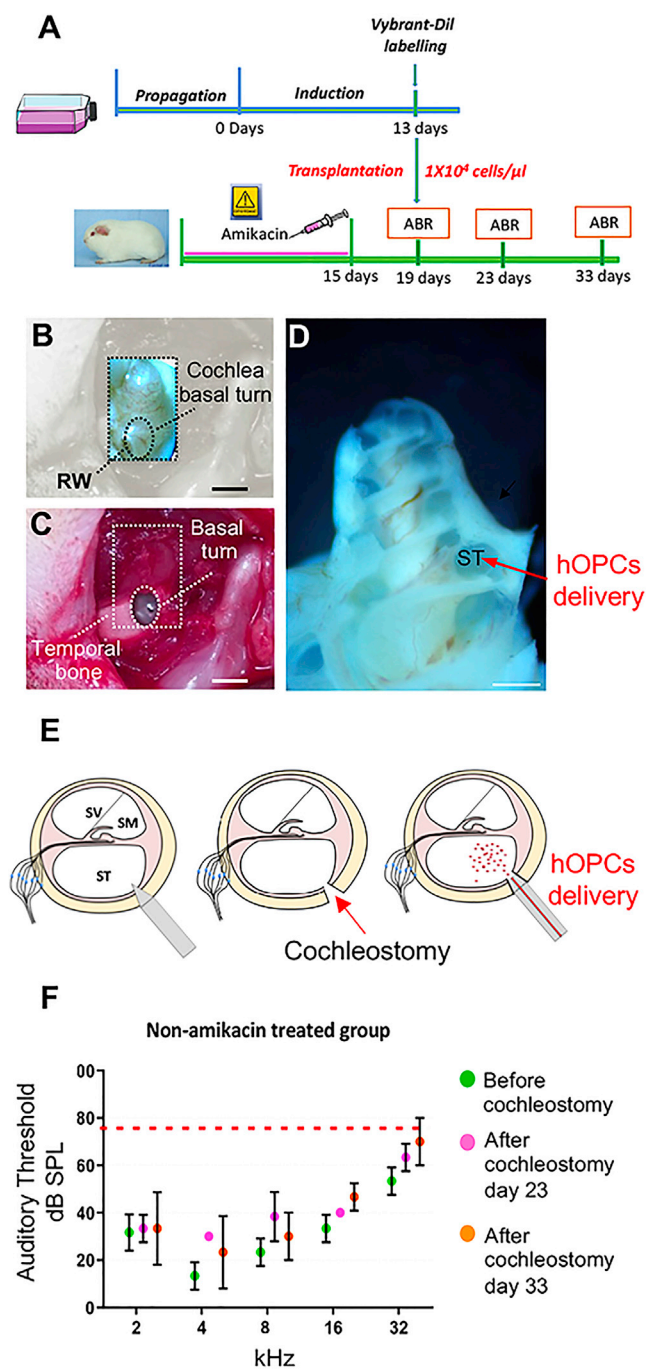 A
Vybrant-Dil
labelling
Propagation
Induction
0 Days
13 days
Transplantation
1X10⁴ cells/µl
Amikacin
ABR
ABR
ABR
15 days
19 days
23 days
33 days
B
Cochlea
basal turn
RW
C
Basal
turn
Temporal
bone
D
ST
hOPCs
delivery
E
SV
SM
ST
Cochleostomy
hOPCs
delivery
F
Non-amikacin treated group
Auditory Threshold
dB SPL
00
80
60
40
20
00
2
4
8
16
32
kHz
Before
cochleostomy
After
cochleostomy
day 23
After
cochleostomy
day 33